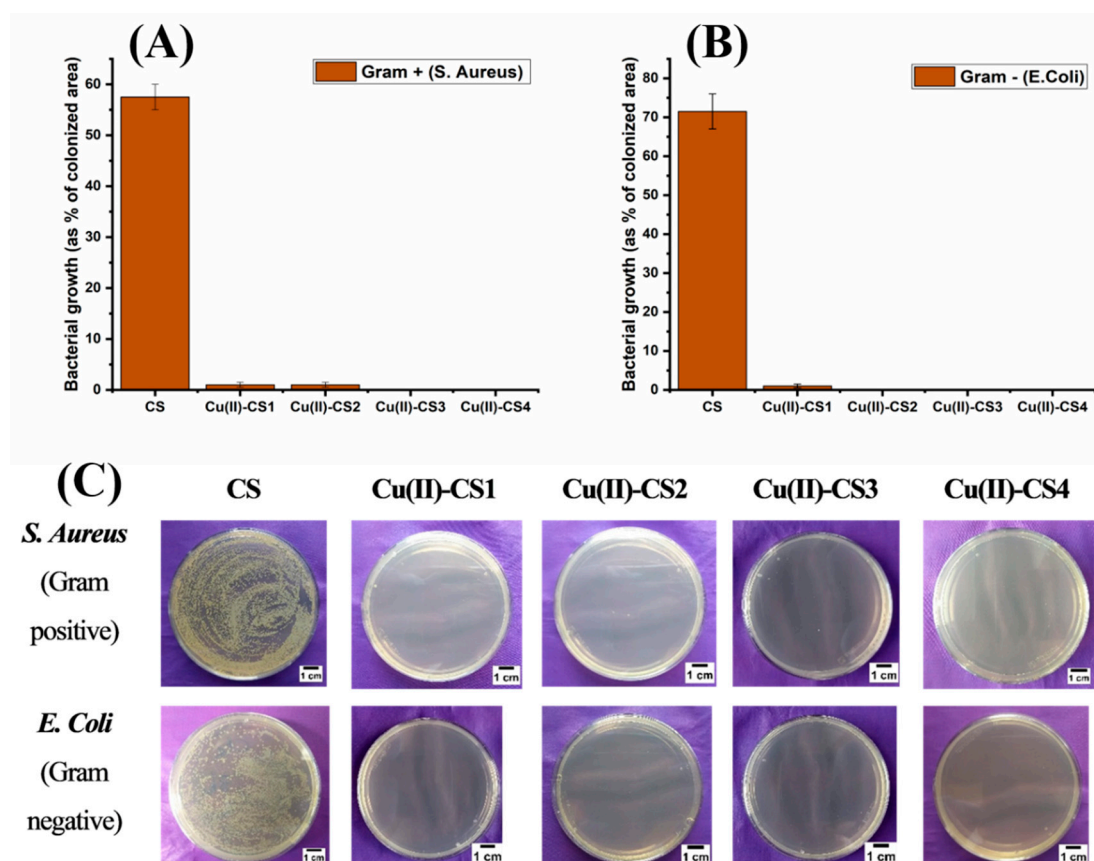 (A)
Gram + (S. Aureus)
Bacterial growth (as % of colonized area)
60
50
40
30
20
10
0
CS
Cu(II)-CS1
Cu(II)-CS2
Cu(II)-CS3
Cu(II)-CS4
(B)
Gram - (E.Coli)
Bacterial growth (as % of colonized area)
80
70
60
50
40
30
20
10
0
CS
Cu(II)-CS1
Cu(II)-CS2
Cu(II)-CS3
Cu(II)-CS4
(C)
CS
Cu(II)-CS1
Cu(II)-CS2
Cu(II)-CS3
Cu(II)-CS4
S. Aureus
(Gram
positive)
1 cm
1 cm
1 cm
1 cm
1 cm
E. Coli
(Gram
negative)
1 cm
1 cm
1 cm
1 cm
1 cm